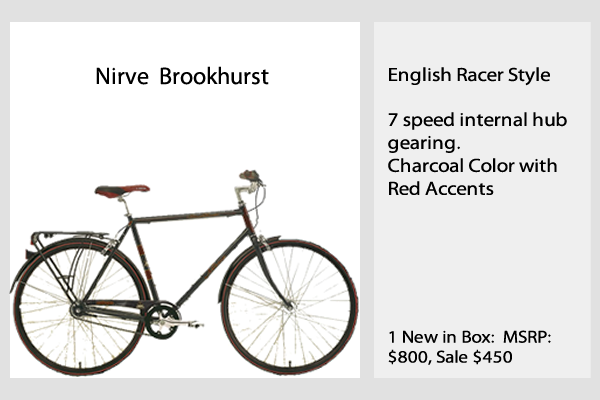 Nirve Brookhurst
English Racer Style
7 speed internal hub
gearing.
Charcoal Color with
Red Accents
1 New in Box: MSRP:
$800, Sale $450